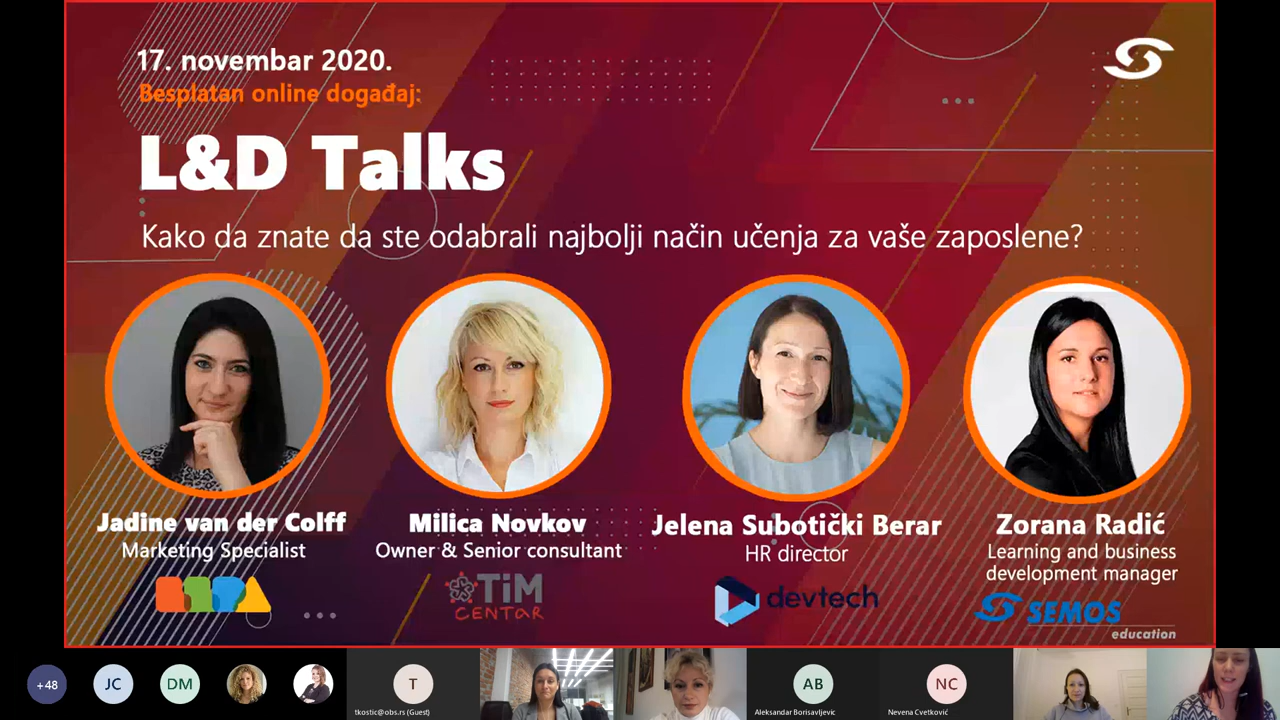 17. novembar 2020.
Besplatan online događaj:
L&D Talks
Kako da znate da ste odabrali najbolji način učenja za vaše zaposlene?
Jadine van der Colff
Marketing Specialist
Milica Novkov
Owner & Senior consultant
TiM
CENTAR
Jelena Subotički Berar
HR director
devtech
Zorana Radić
Learning and business
development manager
SEMOS
education
+48
JC
DM
T
tkostic@obs.rs (Guest)
AB
Aleksandar Borisavljevic
NC
Nevena Cvetković